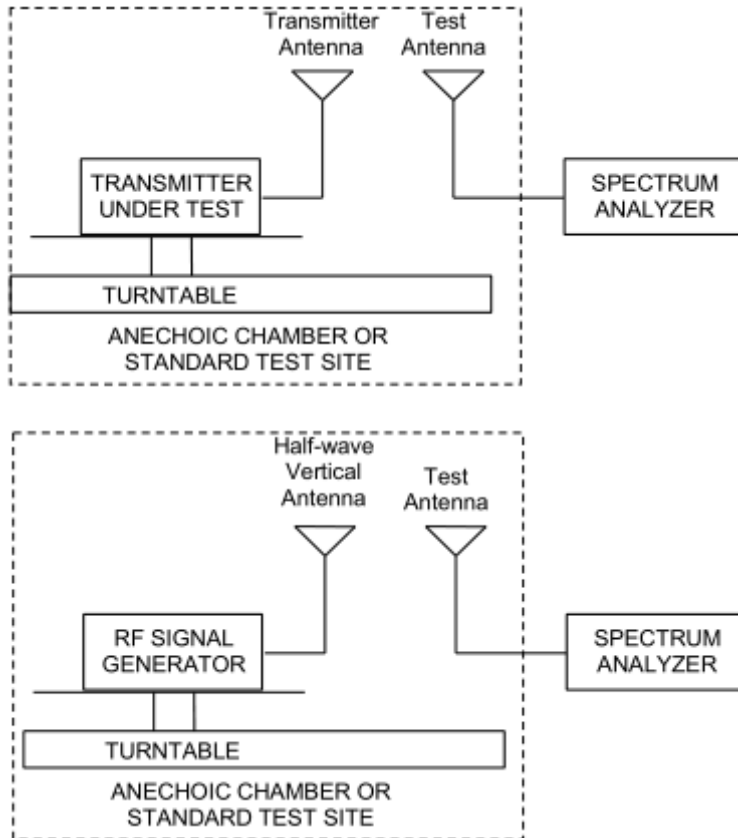 Transmitter
Antenna
Test
Antenna
TRANSMITTER
UNDER TEST
SPECTRUM
ANALYZER
TURNTABLE
ANECHOIC CHAMBER OR
STANDARD TEST SITE
Half-wave
Vertical
Antenna
Test
Antenna
RF SIGNAL
GENERATOR
SPECTRUM
ANALYZER
TURNTABLE
ANECHOIC CHAMBER OR
STANDARD TEST SITE